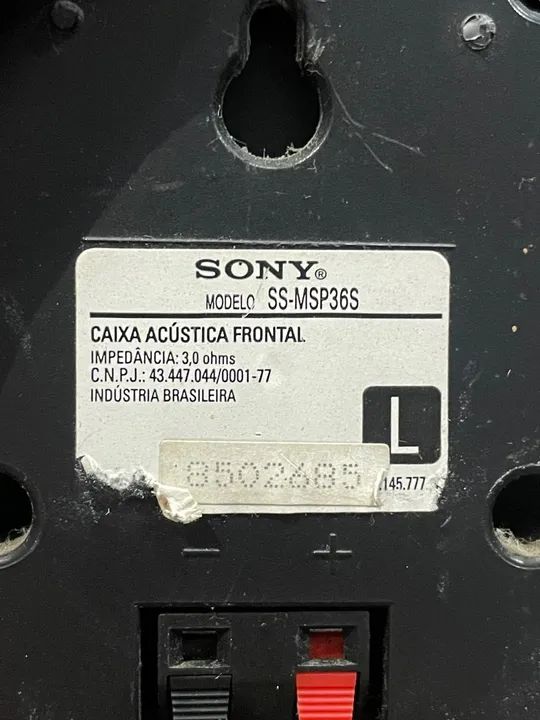 SONY®
MODELO SS-MSP36S
CAIXA ACÚSTICA FRONTAL
IMPEDÂNCIA: 3,0 ohms
C.N.P.J.: 43.447.044/0001-77
INDÚSTRIA BRASILEIRA
L
8502685
.145.777
− +